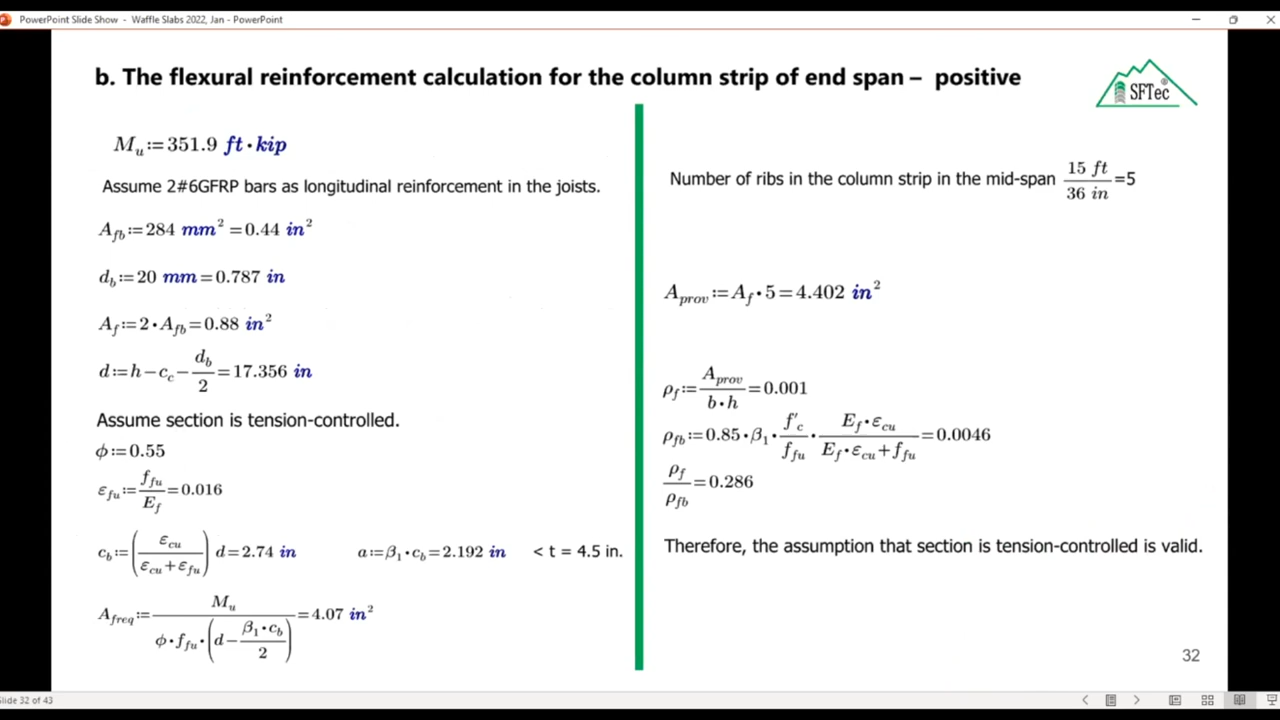 PowerPoint Slide Show - Waffle Slabs 2022, Jan - PowerPoint
b. The flexural reinforcement calculation for the column strip of end span – positive
SFTec®
M_u := 351.9 ft·kip
Assume 2#6GFRP bars as longitudinal reinforcement in the joists.
A_fb := 284 mm² = 0.44 in²
d_b := 20 mm = 0.787 in
A_f := 2·A_fb = 0.88 in²
d := h − c_c − d_b/2 = 17.356 in
Assume section is tension-controlled.
ϕ := 0.55
ε_fu := f_fu/E_f = 0.016
c_b := (ε_cu/(ε_cu + ε_fu)) d = 2.74 in a := β_1·c_b = 2.192 in < t = 4.5 in.
A_freq := M_u/(ϕ·f_fu·(d − β_1·c_b/2)) = 4.07 in²
Number of ribs in the column strip in the mid-span 15 ft/36 in =5
A_prov := A_f·5 = 4.402 in²
ρ_f := A_prov/(b·h) = 0.001
ρ_fb := 0.85·β_1·f'_c/f_fu·(E_f·ε_cu)/(E_f·ε_cu + f_fu) = 0.0046
ρ_f/ρ_fb = 0.286
Therefore, the assumption that section is tension-controlled is valid.
32
lide 32 of 43